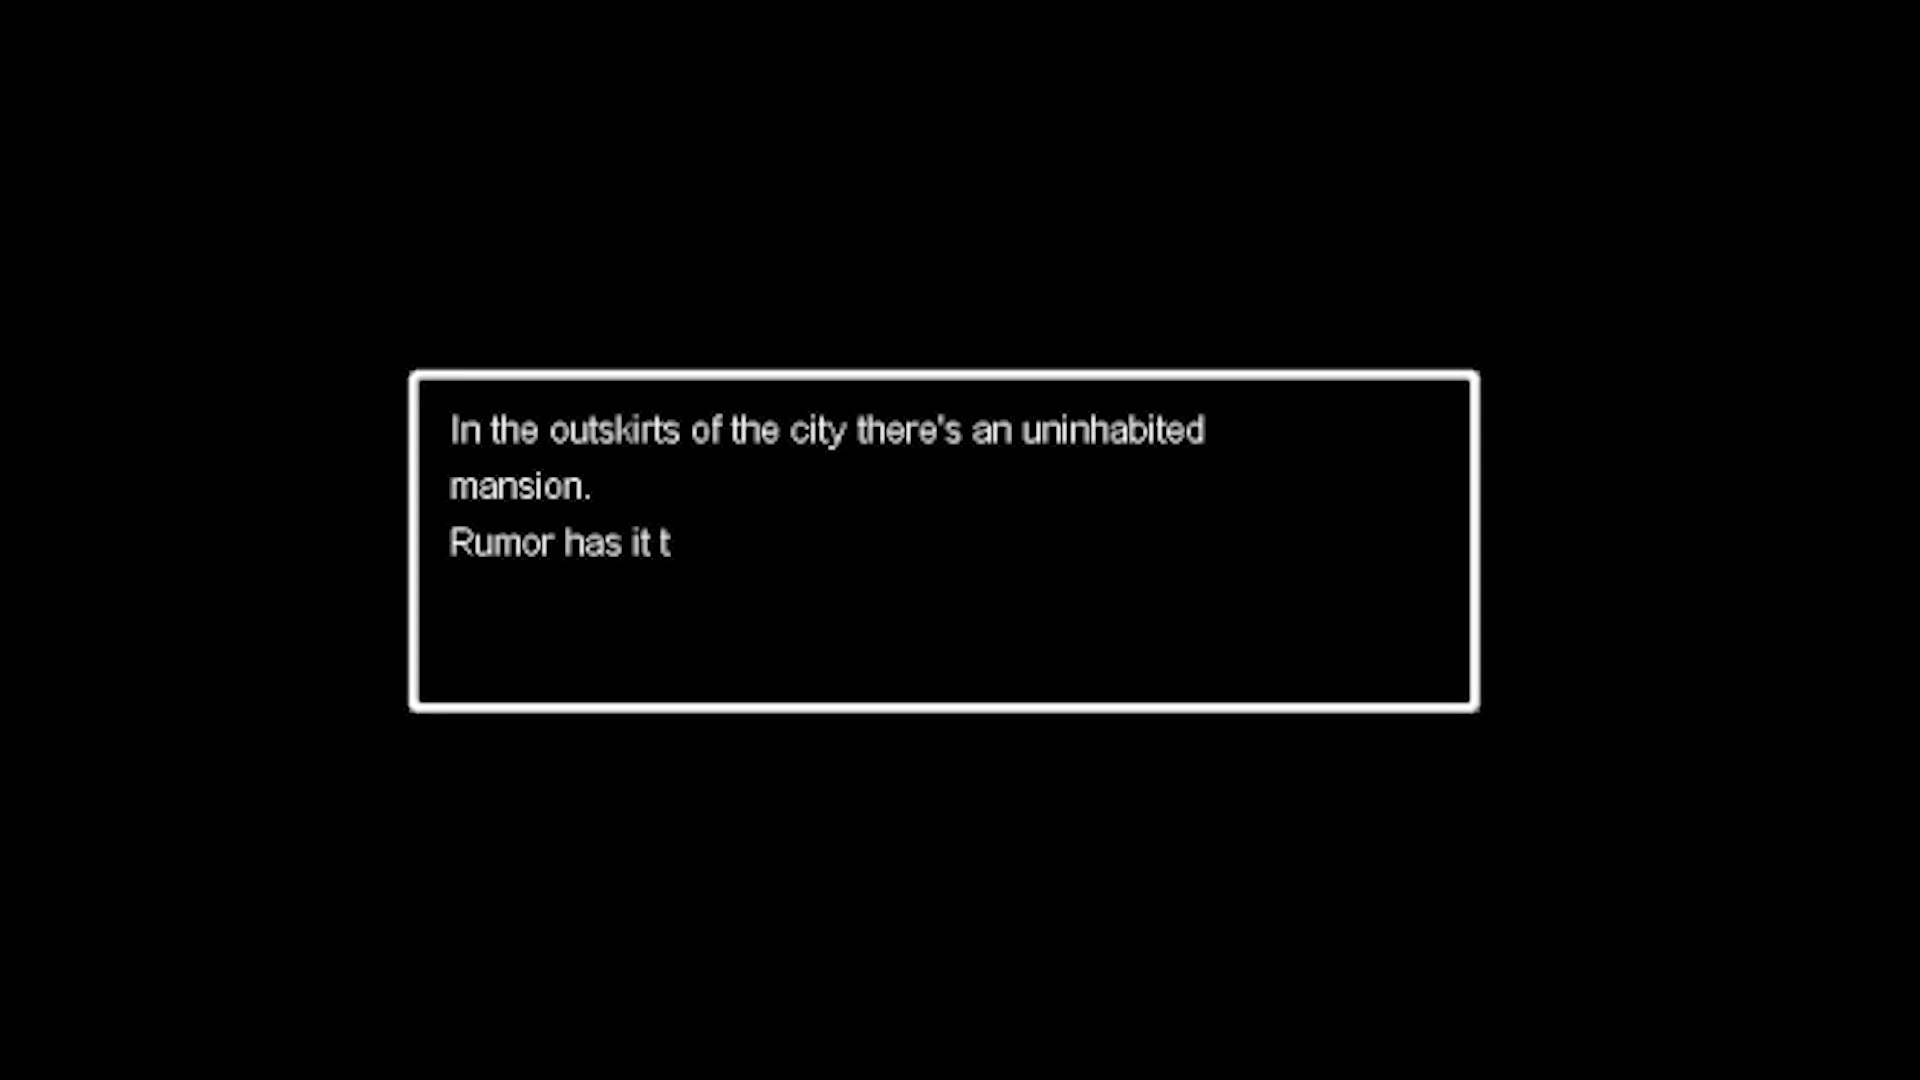 In the outskirts of the city there's an uninhabited
mansion.
Rumor has it t